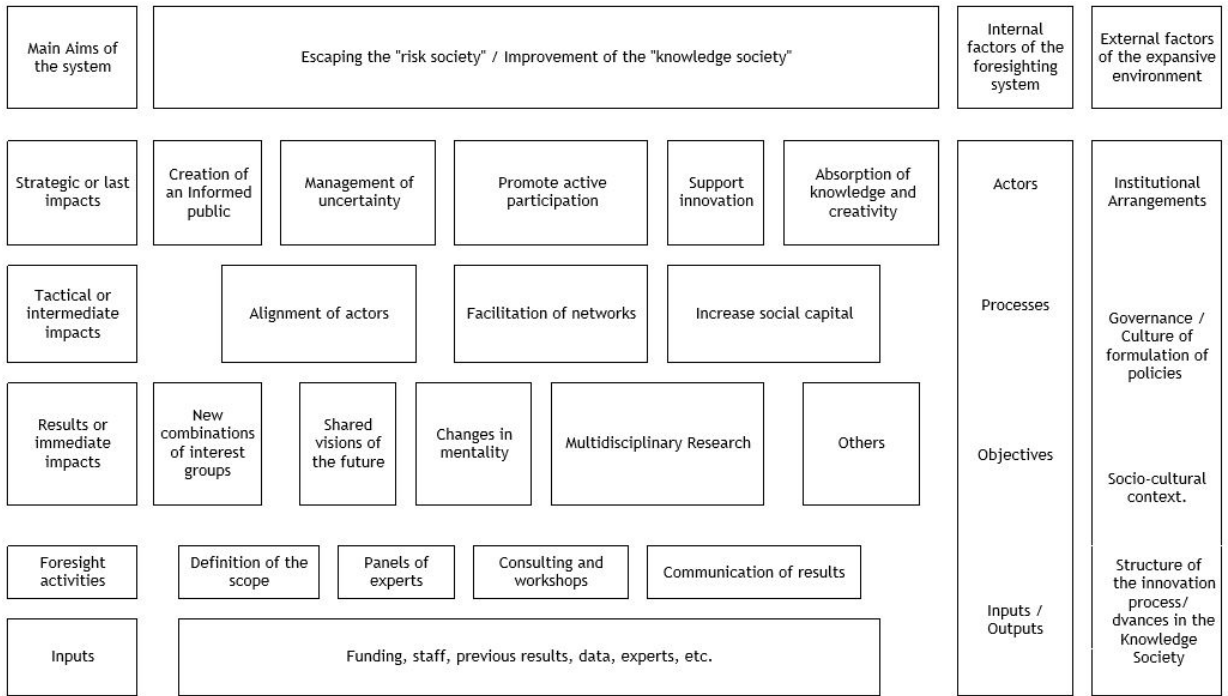 Main Aims of
the system
Escaping the "risk society" / Improvement of the "knowledge society"
Internal
factors of the
foresighting
system
External factors
of the expansive
environment
Strategic or last
impacts
Creation of
an Informed
public
Management of
uncertainty
Promote active
participation
Support
innovation
Absorption of
knowledge and
creativity
Tactical or
intermediate
impacts
Alignment of actors
Facilitation of networks
Increase social capital
Results or
immediate
impacts
New
combinations
of interest
groups
Shared
visions of
the future
Changes in
mentality
Multidisciplinary Research
Others
Foresight
activities
Definition of the
scope
Panels of
experts
Consulting and
workshops
Communication of results
Inputs
Funding, staff, previous results, data, experts, etc.
Actors
Processes
Objectives
Inputs /
Outputs
Institutional
Arrangements
Governance /
Culture of
formulation of
policies
Socio-cultural
context.
Structure of
the innovation
process/
dvances in the
Knowledge
Society